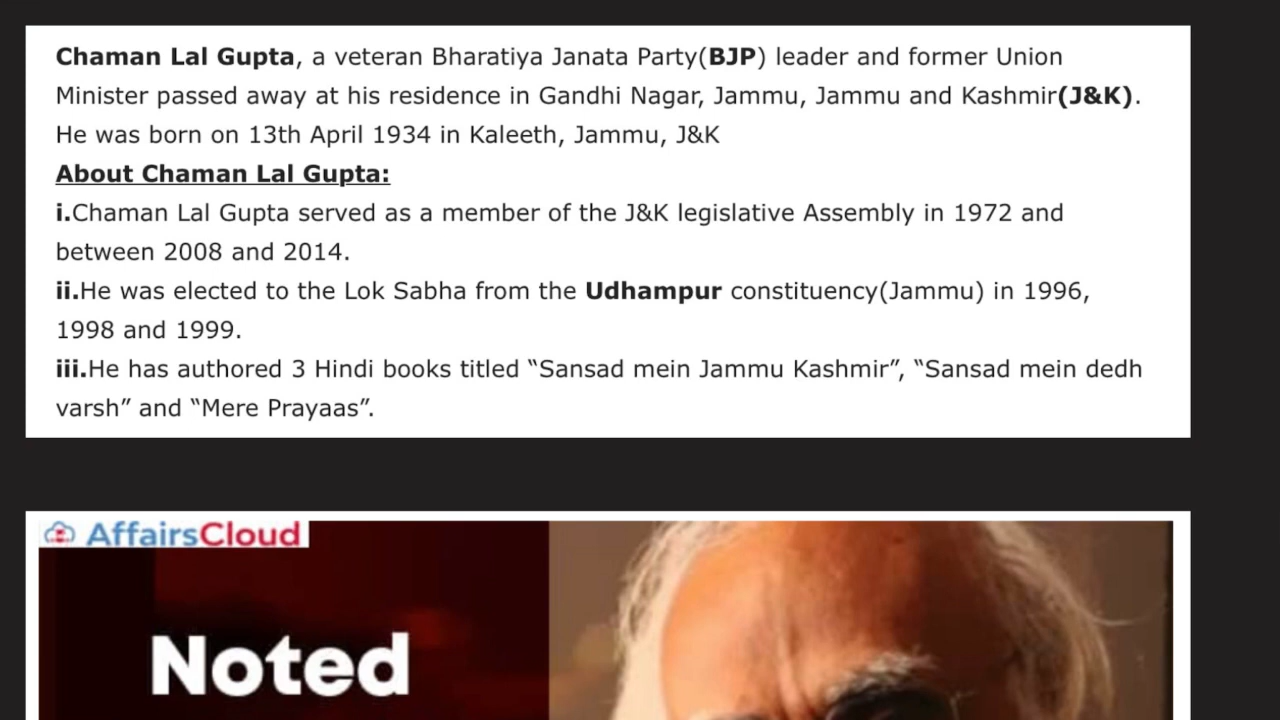 Chaman Lal Gupta, a veteran Bharatiya Janata Party(BJP) leader and former Union
Minister passed away at his residence in Gandhi Nagar, Jammu, Jammu and Kashmir(J&K).
He was born on 13th April 1934 in Kaleeth, Jammu, J&K
About Chaman Lal Gupta:
i.Chaman Lal Gupta served as a member of the J&K legislative Assembly in 1972 and
between 2008 and 2014.
ii.He was elected to the Lok Sabha from the Udhampur constituency(Jammu) in 1996,
1998 and 1999.
iii.He has authored 3 Hindi books titled “Sansad mein Jammu Kashmir”, “Sansad mein dedh
varsh” and “Mere Prayaas”.
AffairsCloud
Noted